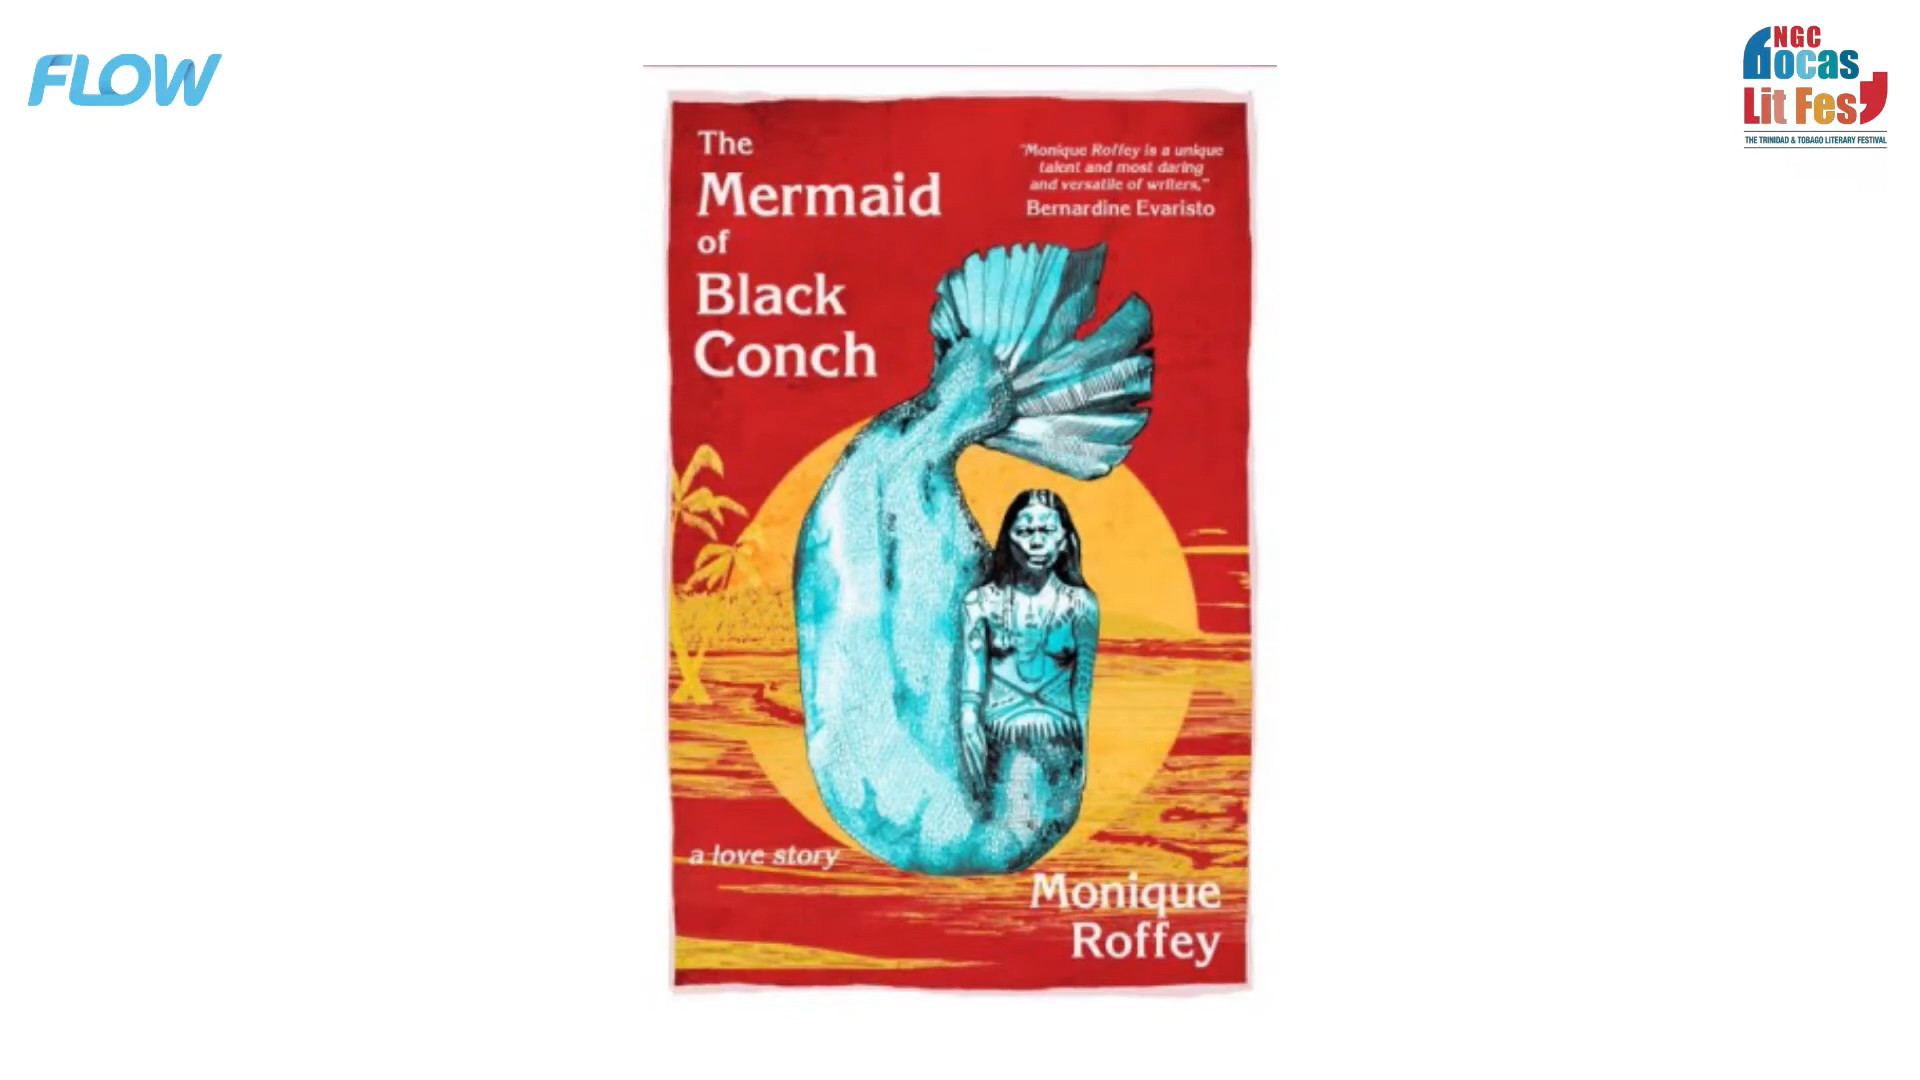 FLOW
NGC
Bocas
Lit Fest
THE TRINIDAD & TOBAGO LITERARY FESTIVAL
The
Mermaid
of
Black
Conch
"Monique Roffey is a unique
talent and most daring
and versatile of writers,"
Bernardine Evaristo
a love story
Monique
Roffey